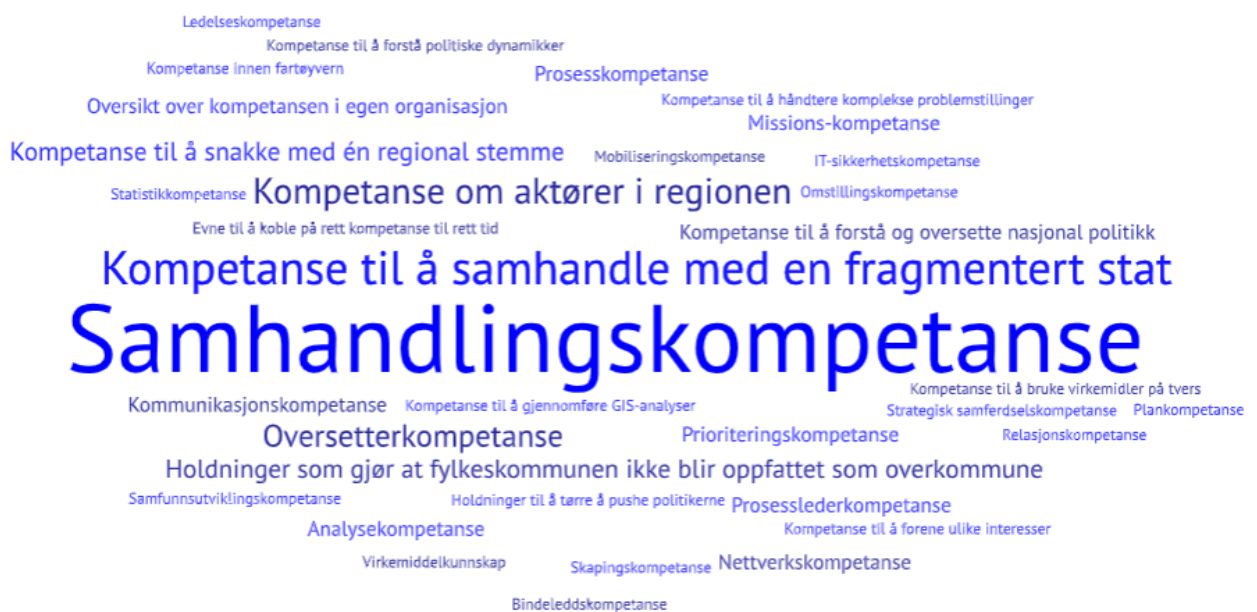 Ledelseskompetanse
Kompetanse til å forstå politiske dynamikker
Kompetanse innen fartøyvern
Prosesskompetanse
Oversikt over kompetansen i egen organisasjon
Kompetanse til å håndtere komplekse problemstillinger
Missions-kompetanse
Kompetanse til å snakke med én regional stemme
Mobiliseringskompetanse
IT-sikkerhetskompetanse
Statistikkompetanse
Kompetanse om aktører i regionen
Omstillingskompetanse
Evne til å koble på rett kompetanse til rett tid
Kompetanse til å forstå og oversette nasjonal politikk
Kompetanse til å samhandle med en fragmentert stat
Samhandlingskompetanse
Kompetanse til å bruke virkemidler på tvers
Kommunikasjonskompetanse
Kompetanse til å gjennomføre GIS-analyser
Strategisk samferdselskompetanse
Plankompetanse
Oversetterkompetanse
Prioriteringskompetanse
Relasjonskompetanse
Holdninger som gjør at fylkeskommunen ikke blir oppfattet som overkommune
Samfunnsutviklingskompetanse
Holdninger til å tørre å pushe politikerne
Prosesslederkompetanse
Analysekompetanse
Kompetanse til å forene ulike interesser
Virkemiddelkunnskap
Skapingskompetanse
Nettverkskompetanse
Bindeleddskompetanse